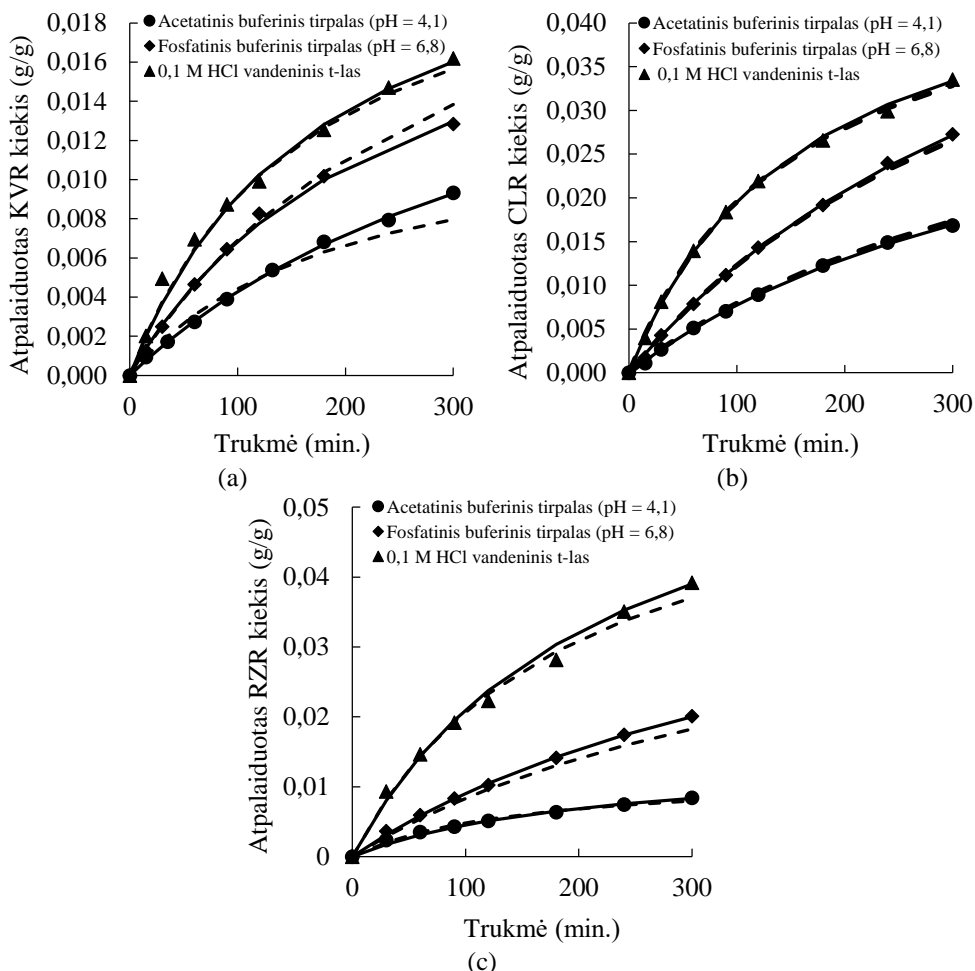 Atpalaiduotas KVR kiekis (g/g)
0,018
0,016
0,014
0,012
0,010
0,008
0,006
0,004
0,002
0,000
Acetatinis buferinis tirpalas (pH = 4,1)
Fosfatinis buferinis tirpalas (pH = 6,8)
0,1 M HCl vandeninis t-las
0 100 200 300
Trukmė (min.)
(a)
Atpalaiduotas CLR kiekis (g/g)
0,040
0,035
0,030
0,025
0,020
0,015
0,010
0,005
0,000
Acetatinis buferinis tirpalas (pH = 4,1)
Fosfatinis buferinis tirpalas (pH = 6,8)
0,1 M HCl vandeninis t-las
0 100 200 300
Trukmė (min.)
(b)
Atpalaiduotas RZR kiekis (g/g)
0,05
0,04
0,03
0,02
0,01
0
Acetatinis buferinis tirpalas (pH = 4,1)
Fosfatinis buferinis tirpalas (pH = 6,8)
0,1 M HCl vandeninis t-las
0 100 200 300
Trukmė (min.)
(c)